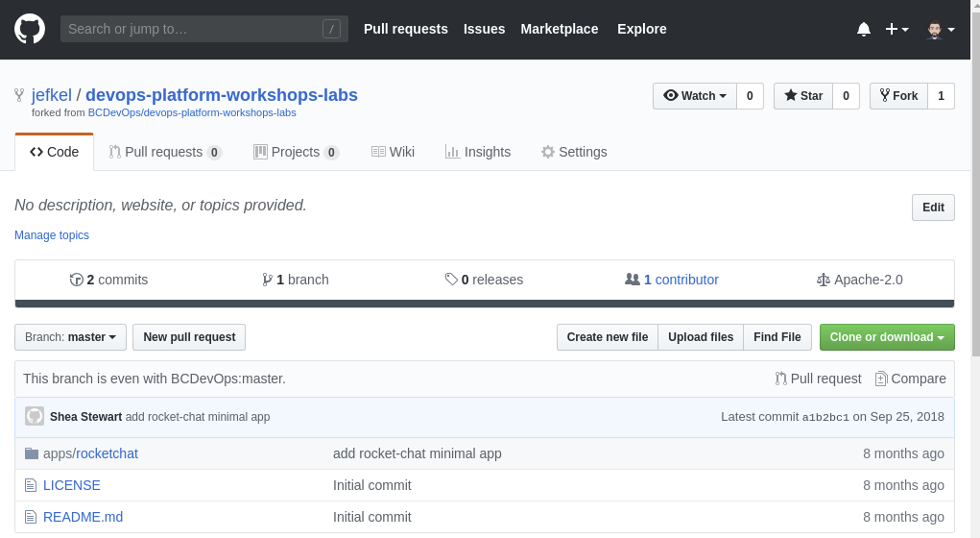 Search or jump to… / Pull requests Issues Marketplace Explore
jefkel / devops-platform-workshops-labs Watch 0 Star 0 Fork 1
forked from BCDevOps/devops-platform-workshops-labs
Code Pull requests 0 Projects 0 Wiki Insights Settings
No description, website, or topics provided. Edit
Manage topics
2 commits 1 branch 0 releases 1 contributor Apache-2.0
Branch: master New pull request Create new file Upload files Find File Clone or download
This branch is even with BCDevOps:master. Pull request Compare
Shea Stewart add rocket-chat minimal app Latest commit a1b2bc1 on Sep 25, 2018
apps/rocketchat add rocket-chat minimal app 8 months ago
LICENSE Initial commit 8 months ago
README.md Initial commit 8 months ago